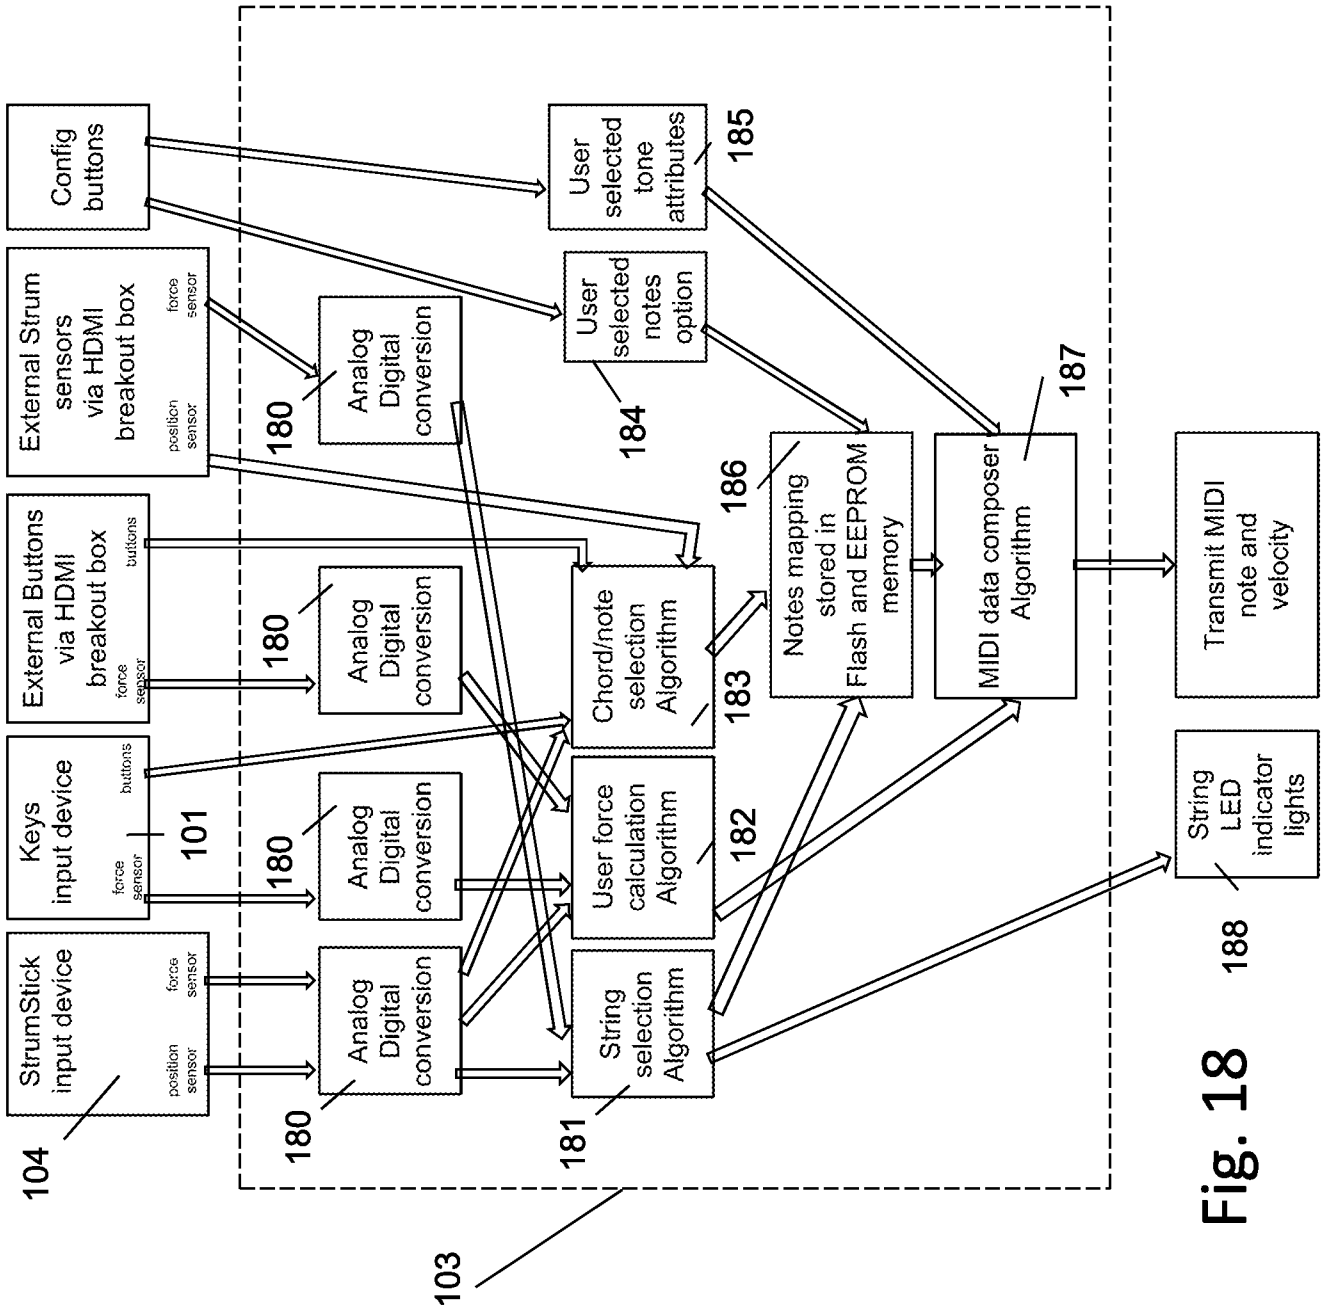 StrumStick
input device
position
sensor
force
sensor
104
Keys
input device
force
sensor
buttons
101
External Buttons
via HDMI
breakout box
force
sensor
buttons
External Strum
sensors
via HDMI
breakout box
position
sensor
force
sensor
Config
buttons
Analog
Digital
conversion
180
Analog
Digital
conversion
180
Analog
Digital
conversion
180
Analog
Digital
conversion
180
String
selection
Algorithm
181
User force
calculation
Algorithm
182
Chord/note
selection
Algorithm
183
User
selected
notes
option
184
User
selected
tone
attributes
185
Notes mapping
stored in
Flash and EEPROM
memory
186
MIDI data composer
Algorithm
187
103
String
LED
indicator
lights
188
Transmit MIDI
note and
velocity
Fig. 18